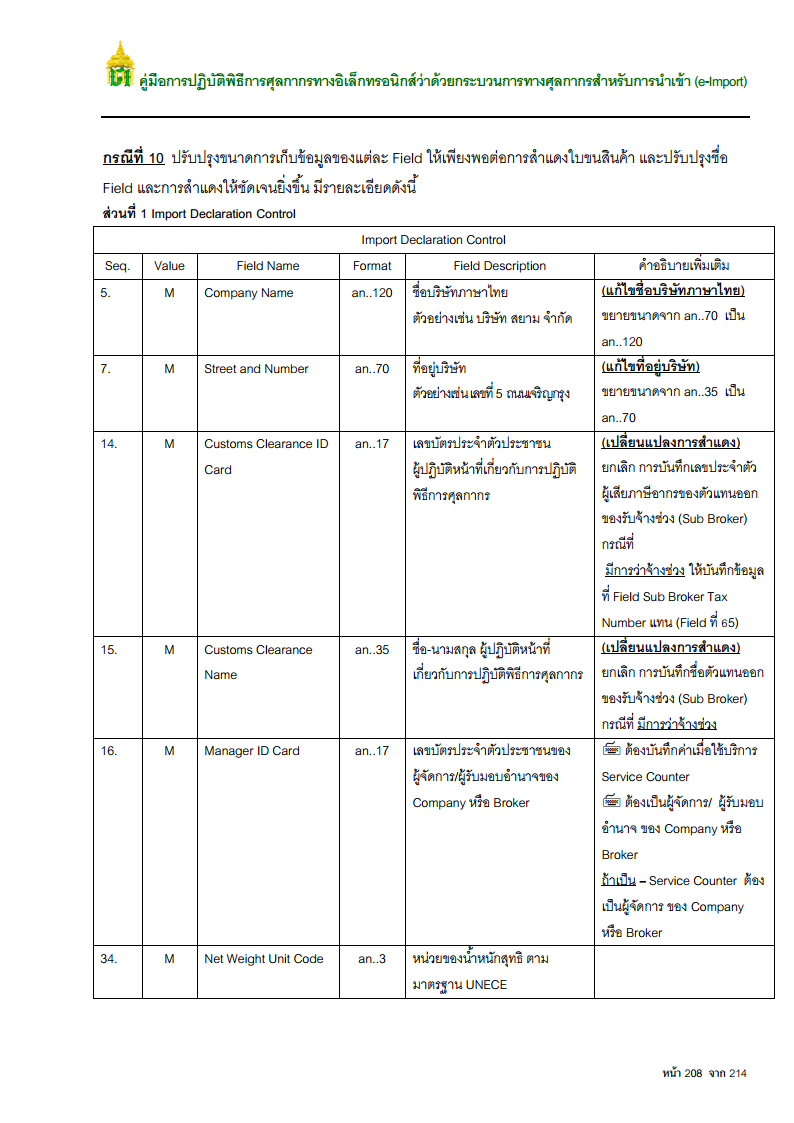 คู่มือการปฏิบัติพิธีการศุลกากรทางอิเล็กทรอนิกส์ว่าด้วยกระบวนการทางศุลกากรสำหรับการนำเข้า (e-Import)
กรณีที่ 10 ปรับปรุงขนาดการเก็บข้อมูลของแต่ละ Field ให้เพียงพอต่อการสำแดงใบขนสินค้า และปรับปรุงชื่อ
Field และการสำแดงให้ชัดเจนยิ่งขึ้น มีรายละเอียดดังนี้
ส่วนที่ 1 Import Declaration Control
Import Declaration Control
Seq. Value Field Name Format Field Description คำอธิบายเพิ่มเติม
5. M Company Name an..120 ชื่อบริษัทภาษาไทย (แก้ไขชื่อบริษัทภาษาไทย)
ตัวอย่างเช่น บริษัท สยาม จำกัด ขยายขนาดจาก an..70 เป็น
an..120
7. M Street and Number an..70 ที่อยู่บริษัท (แก้ไขที่อยู่บริษัท)
ตัวอย่างเช่น เลขที่ 5 ถนนเจริญกรุง ขยายขนาดจาก an..35 เป็น
an..70
14. M Customs Clearance ID an..17 เลขบัตรประจำตัวประชาชน (เปลี่ยนแปลงการสำแดง)
Card ผู้ปฏิบัติหน้าที่เกี่ยวกับการปฏิบัติ ยกเลิก การบันทึกเลขประจำตัว
พิธีการศุลกากร ผู้เสียภาษีอากรของตัวแทนออก
ของรับจ้างช่วง (Sub Broker)
กรณีที่
มีการว่าจ้างช่วง ให้บันทึกข้อมูล
ที่ Field Sub Broker Tax
Number แทน (Field ที่ 65)
15. M Customs Clearance an..35 ชื่อ-นามสกุล ผู้ปฏิบัติหน้าที่ (เปลี่ยนแปลงการสำแดง)
Name เกี่ยวกับการปฏิบัติพิธีการศุลกากร ยกเลิก การบันทึกชื่อตัวแทนออก
ของรับจ้างช่วง (Sub Broker)
กรณีที่ มีการว่าจ้างช่วง
16. M Manager ID Card an..17 เลขบัตรประจำตัวประชาชนของ ต้องบันทึกค่าเมื่อใช้บริการ
ผู้จัดการ/ผู้รับมอบอำนาจของ Service Counter
Company หรือ Broker ต้องเป็นผู้จัดการ/ ผู้รับมอบ
อำนาจ ของ Company หรือ
Broker
ถ้าเป็น – Service Counter ต้อง
เป็นผู้จัดการ ของ Company
หรือ Broker
34. M Net Weight Unit Code an..3 หน่วยของน้ำหนักสุทธิ ตาม
มาตรฐาน UNECE
หน้า 208 จาก 214